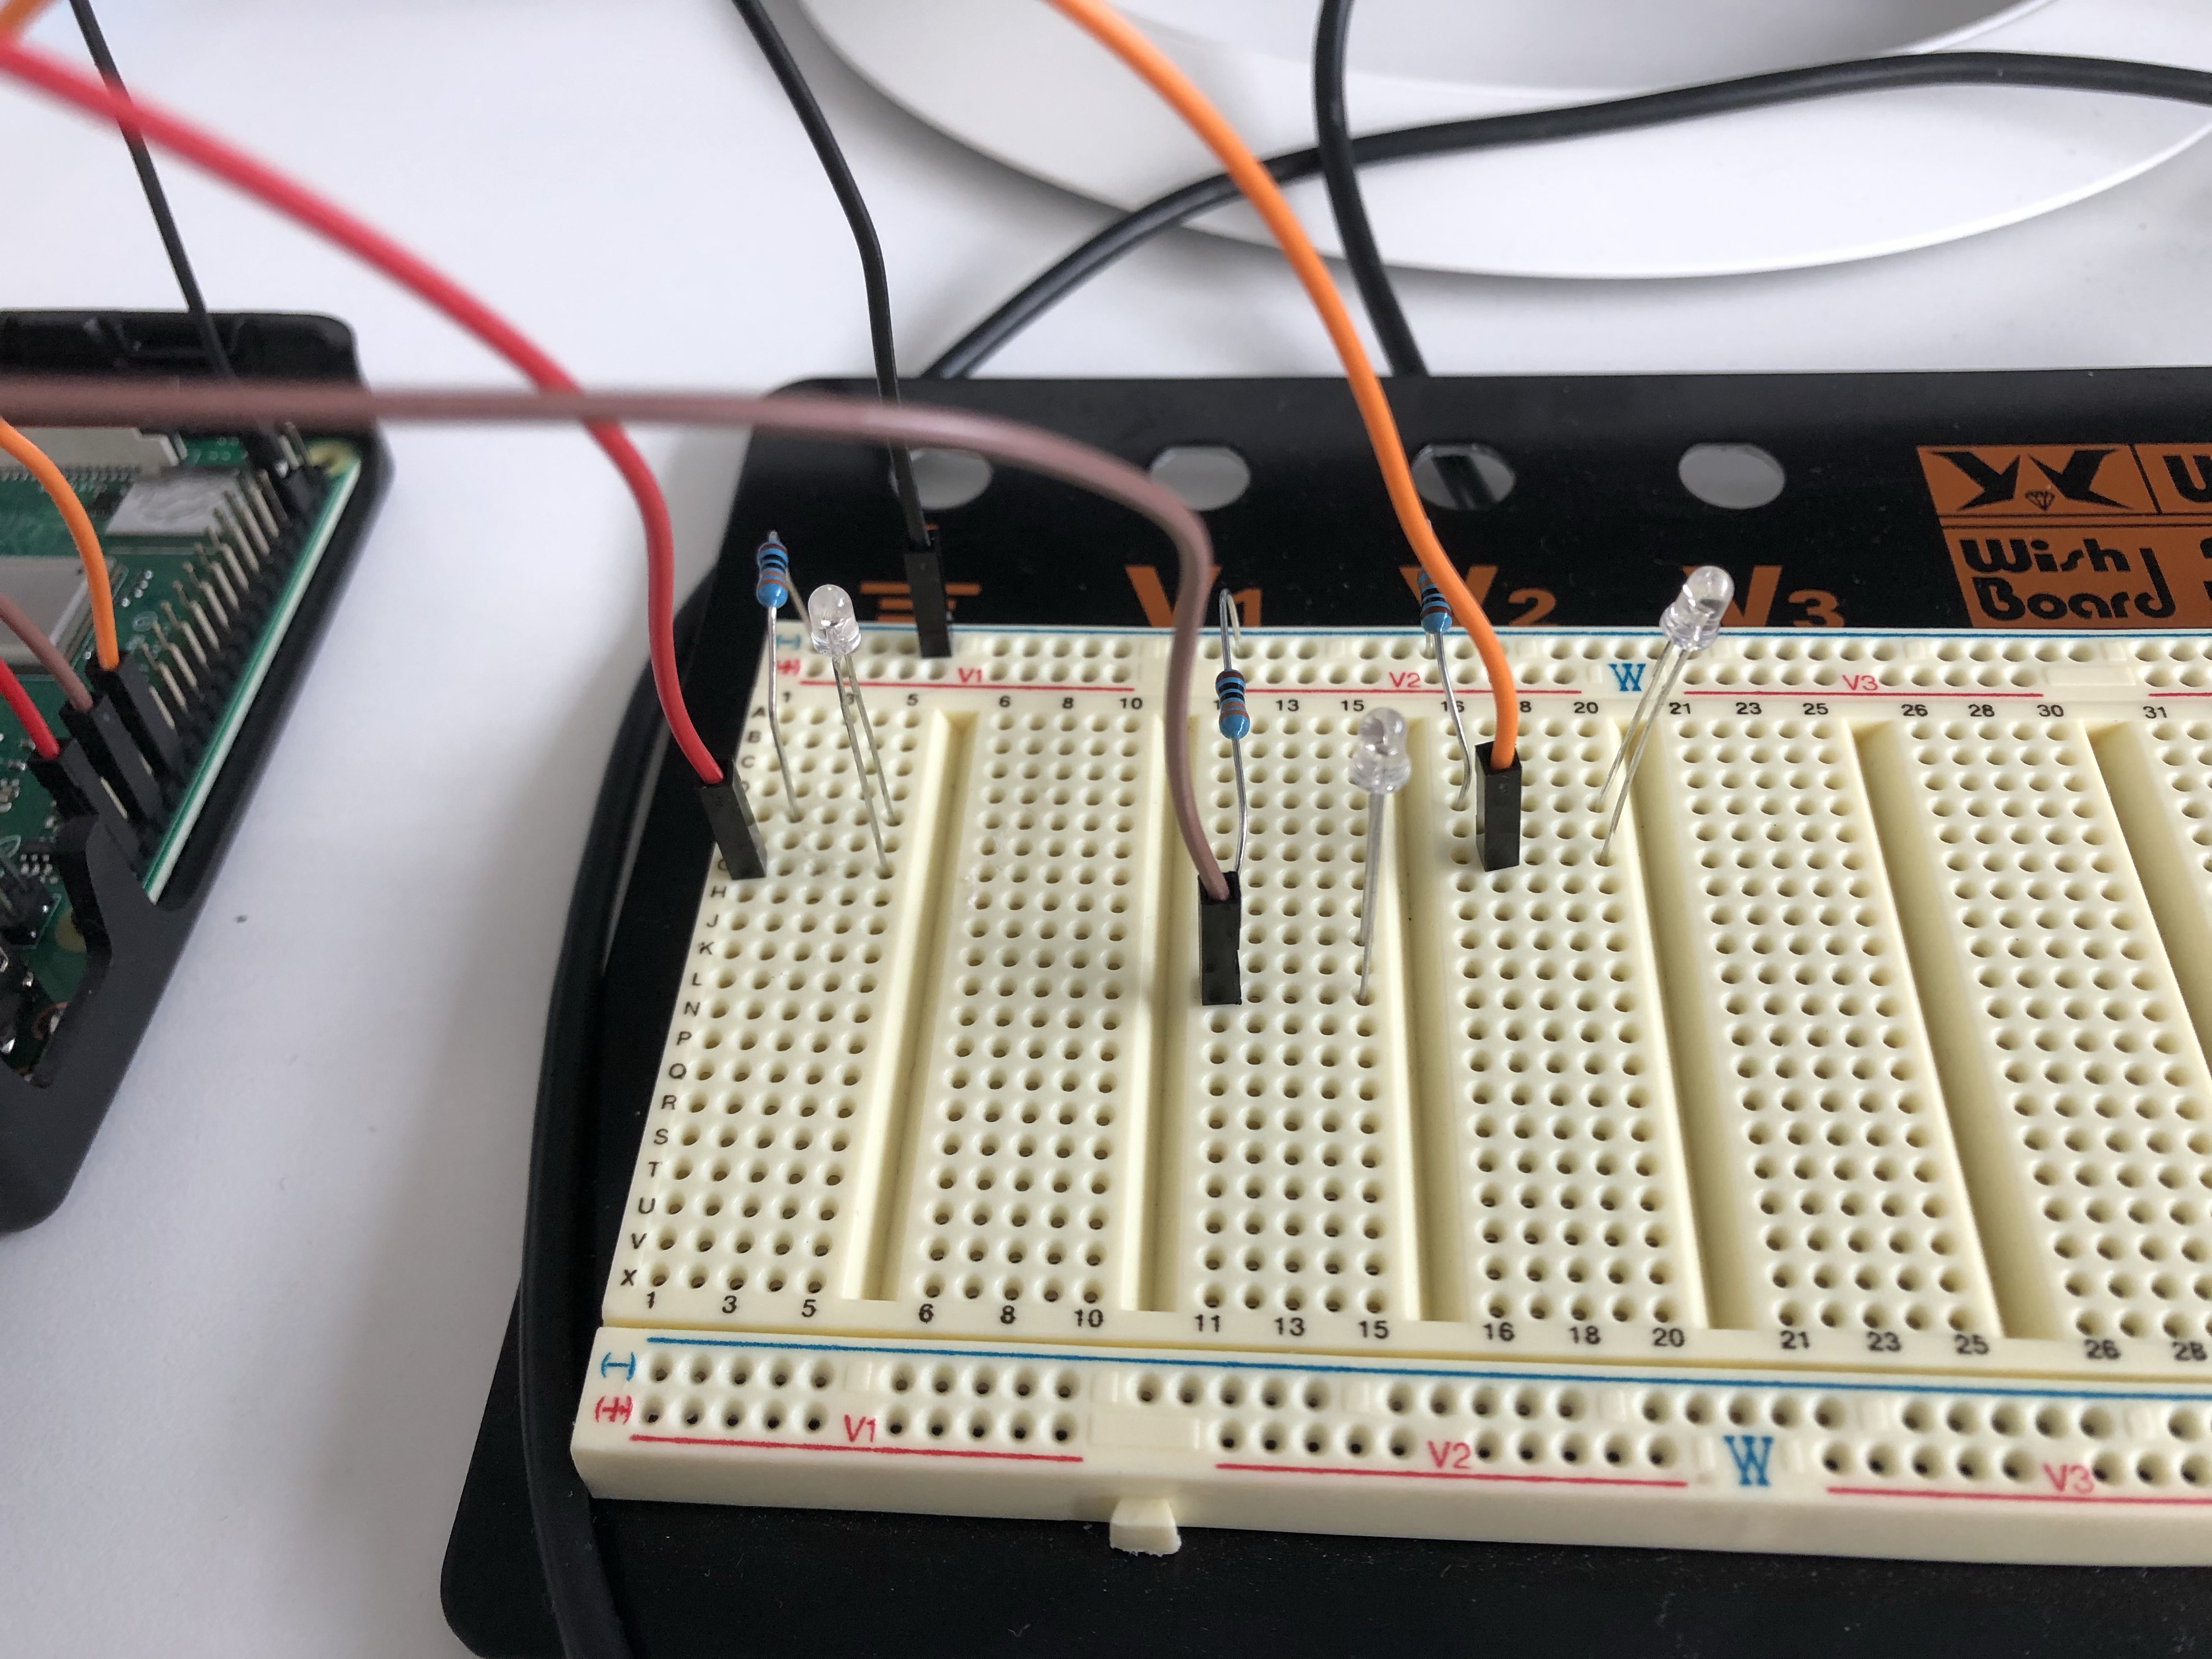 V1
V2
V3
Wish
Board
(—)
(+)
V1
V2
W
V3
1 3 5 6 8 10 13 15 16 18 20 21 23 25 26 28 30 31
A
B
C
G
H
J
K
L
N
P
Q
R
S
T
U
V
X
1 3 5 6 8 10 11 13 15 16 18 20 21 23 25 26 28
(—)
(+)
V1
V2
W
V3